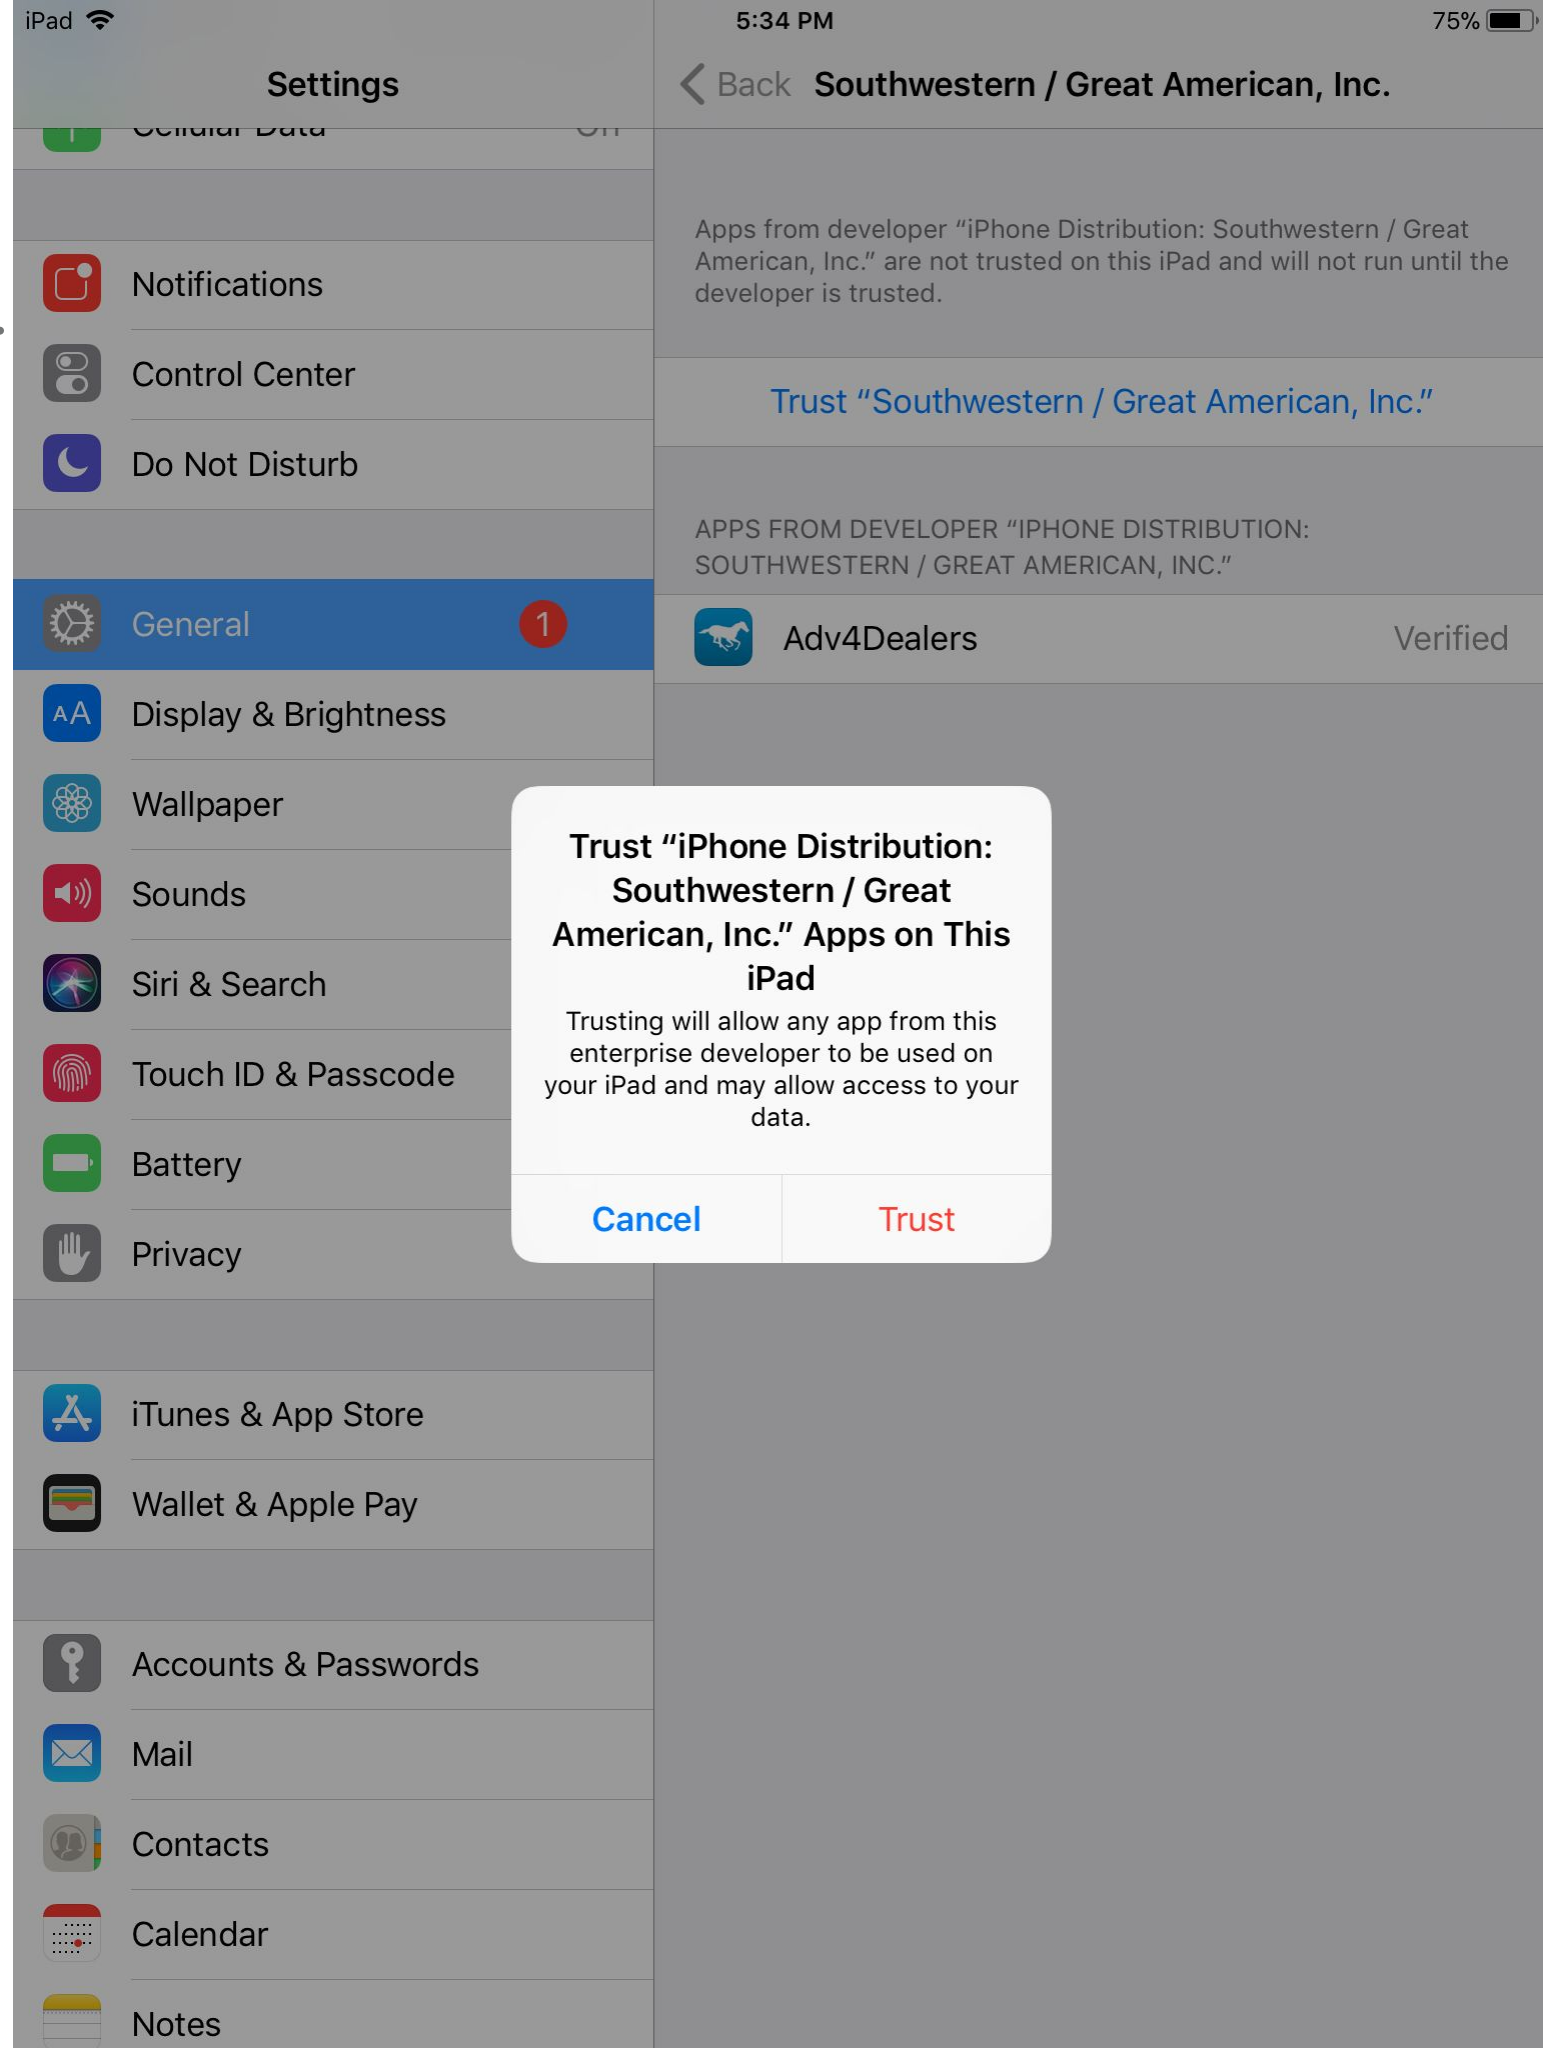 iPad
5:34 PM
75%
Settings
Back
Southwestern / Great American, Inc.
Cellular Data
On
Notifications
Control Center
Do Not Disturb
General
1
Display & Brightness
AA
Wallpaper
Sounds
Siri & Search
Touch ID & Passcode
Battery
Privacy
iTunes & App Store
Wallet & Apple Pay
Accounts & Passwords
Mail
Contacts
Calendar
Notes
Apps from developer “iPhone Distribution: Southwestern / Great
American, Inc.” are not trusted on this iPad and will not run until the
developer is trusted.
Trust “Southwestern / Great American, Inc.”
APPS FROM DEVELOPER “IPHONE DISTRIBUTION:
SOUTHWESTERN / GREAT AMERICAN, INC.”
Adv4Dealers
Verified
Trust “iPhone Distribution:
Southwestern / Great
American, Inc.” Apps on This
iPad
Trusting will allow any app from this
enterprise developer to be used on
your iPad and may allow access to your
data.
Cancel
Trust